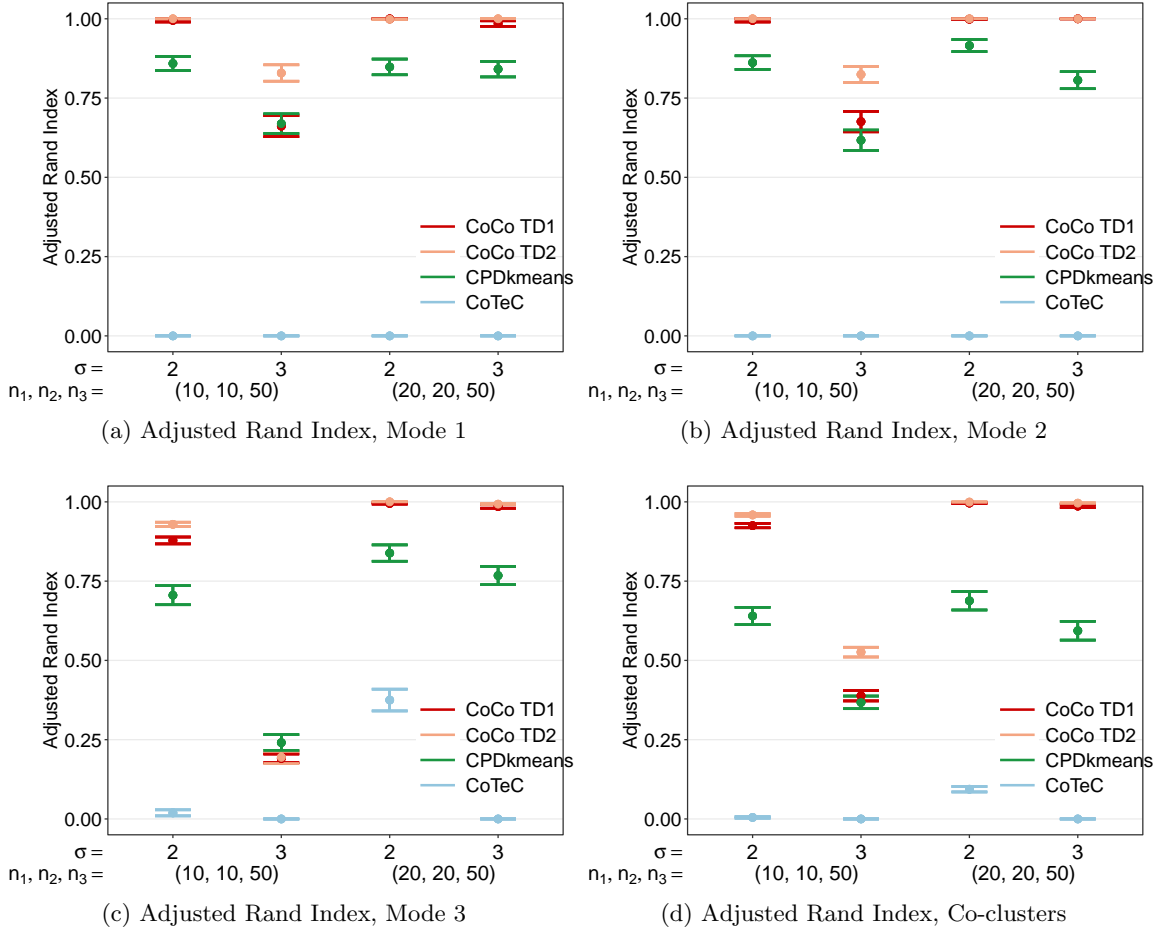 1.00
0.75
0.50
0.25
0.00
Adjusted Rand Index
CoCo TD1
CoCo TD2
CPDkmeans
CoTeC
σ = 2 3 2 3
n₁, n₂, n₃ = (10, 10, 50) (20, 20, 50)
(a) Adjusted Rand Index, Mode 1
1.00
0.75
0.50
0.25
0.00
Adjusted Rand Index
CoCo TD1
CoCo TD2
CPDkmeans
CoTeC
σ = 2 3 2 3
n₁, n₂, n₃ = (10, 10, 50) (20, 20, 50)
(b) Adjusted Rand Index, Mode 2
1.00
0.75
0.50
0.25
0.00
Adjusted Rand Index
CoCo TD1
CoCo TD2
CPDkmeans
CoTeC
σ = 2 3 2 3
n₁, n₂, n₃ = (10, 10, 50) (20, 20, 50)
(c) Adjusted Rand Index, Mode 3
1.00
0.75
0.50
0.25
0.00
Adjusted Rand Index
CoCo TD1
CoCo TD2
CPDkmeans
CoTeC
σ = 2 3 2 3
n₁, n₂, n₃ = (10, 10, 50) (20, 20, 50)
(d) Adjusted Rand Index, Co-clusters